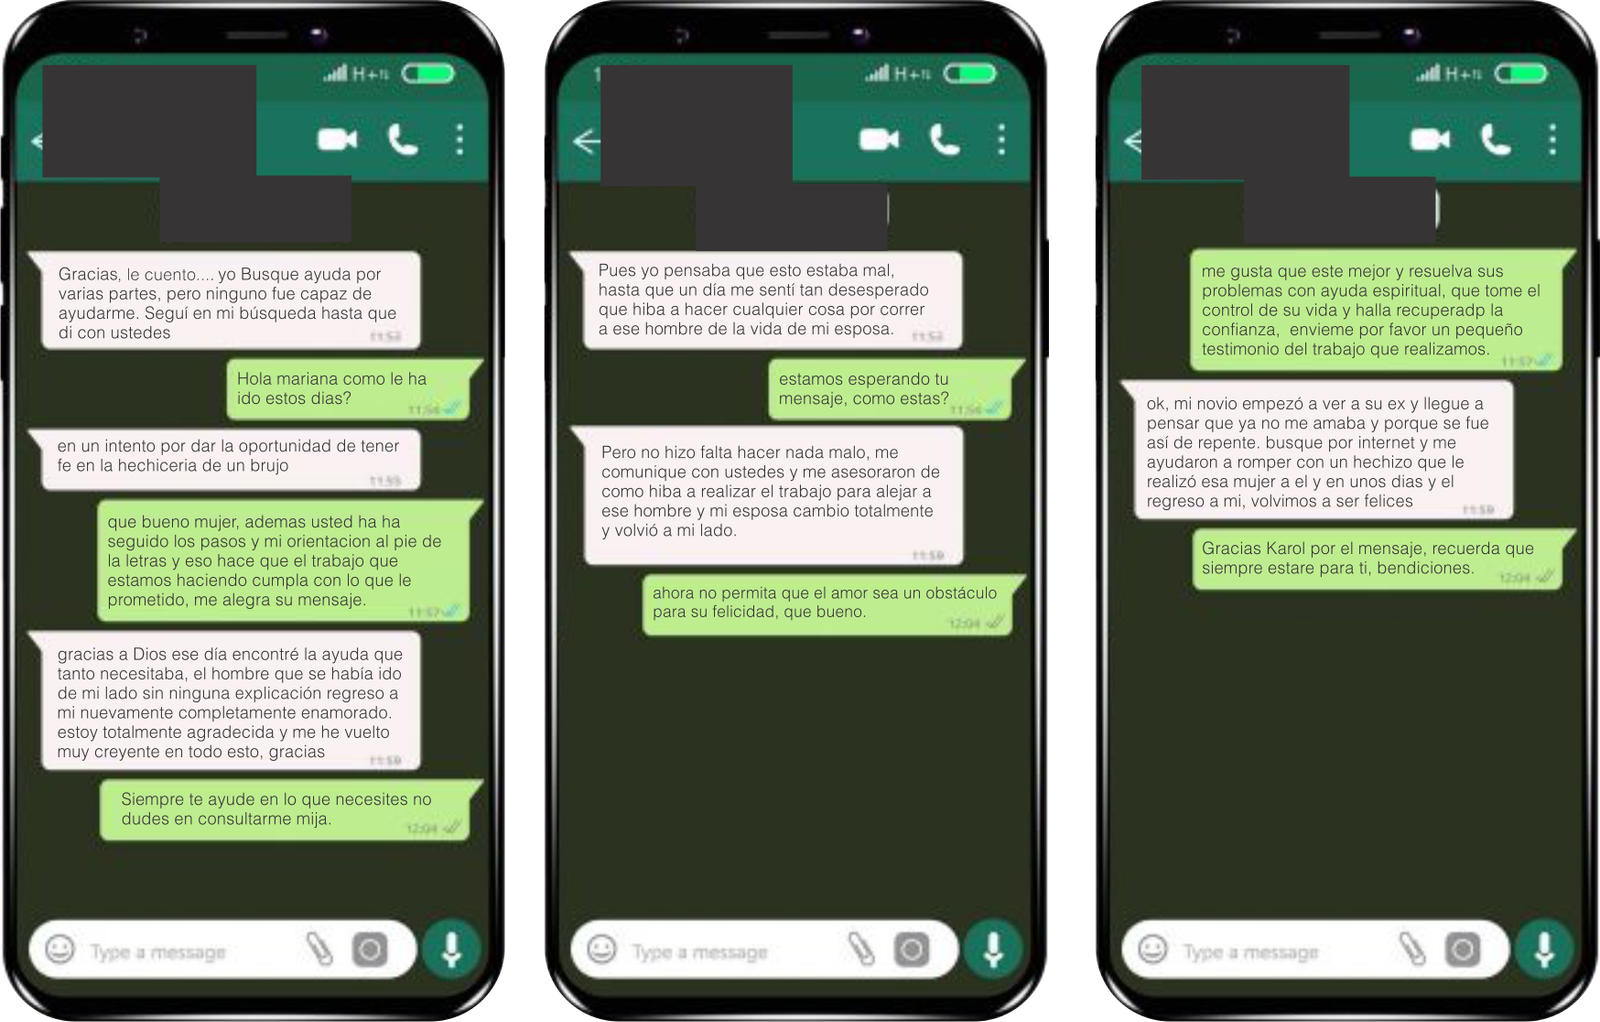 H+
Gracias, le cuento.... yo Busque ayuda por
varias partes, pero ninguno fue capaz de
ayudarme. Seguí en mi búsqueda hasta que
di con ustedes
11:53
Hola mariana como le ha
ido estos dias?
11:54
en un intento por dar la oportunidad de tener
fe en la hechiceria de un brujo
11:55
que bueno mujer, ademas usted ha ha
seguido los pasos y mi orientacion al pie de
la letras y eso hace que el trabajo que
estamos haciendo cumpla con lo que le
prometido, me alegra su mensaje.
11:57
gracias a Dios ese día encontré la ayuda que
tanto necesitaba, el hombre que se había ido
de mi lado sin ninguna explicación regreso a
mi nuevamente completamente enamorado.
estoy totalmente agradecida y me he vuelto
muy creyente en todo esto, gracias
11:59
Siempre te ayude en lo que necesites no
dudes en consultarme mija.
12:04
Type a message
H+
Pues yo pensaba que esto estaba mal,
hasta que un día me sentí tan desesperado
que hiba a hacer cualquier cosa por correr
a ese hombre de la vida de mi esposa.
11:53
estamos esperando tu
mensaje, como estas?
11:54
Pero no hizo falta hacer nada malo, me
comunique con ustedes y me asesoraron de
como hiba a realizar el trabajo para alejar a
ese hombre y mi esposa cambio totalmente
y volvió a mi lado.
11:59
ahora no permita que el amor sea un obstáculo
para su felicidad, que bueno.
12:04
Type a message
H+
me gusta que este mejor y resuelva sus
problemas con ayuda espiritual, que tome el
control de su vida y halla recuperadp la
confianza, envieme por favor un pequeño
testimonio del trabajo que realizamos.
11:57
ok, mi novio empezó a ver a su ex y llegue a
pensar que ya no me amaba y porque se fue
así de repente. busque por internet y me
ayudaron a romper con un hechizo que le
realizó esa mujer a el y en unos dias y el
regreso a mi, volvimos a ser felices
11:59
Gracias Karol por el mensaje, recuerda que
siempre estare para ti, bendiciones.
12:04
Type a message